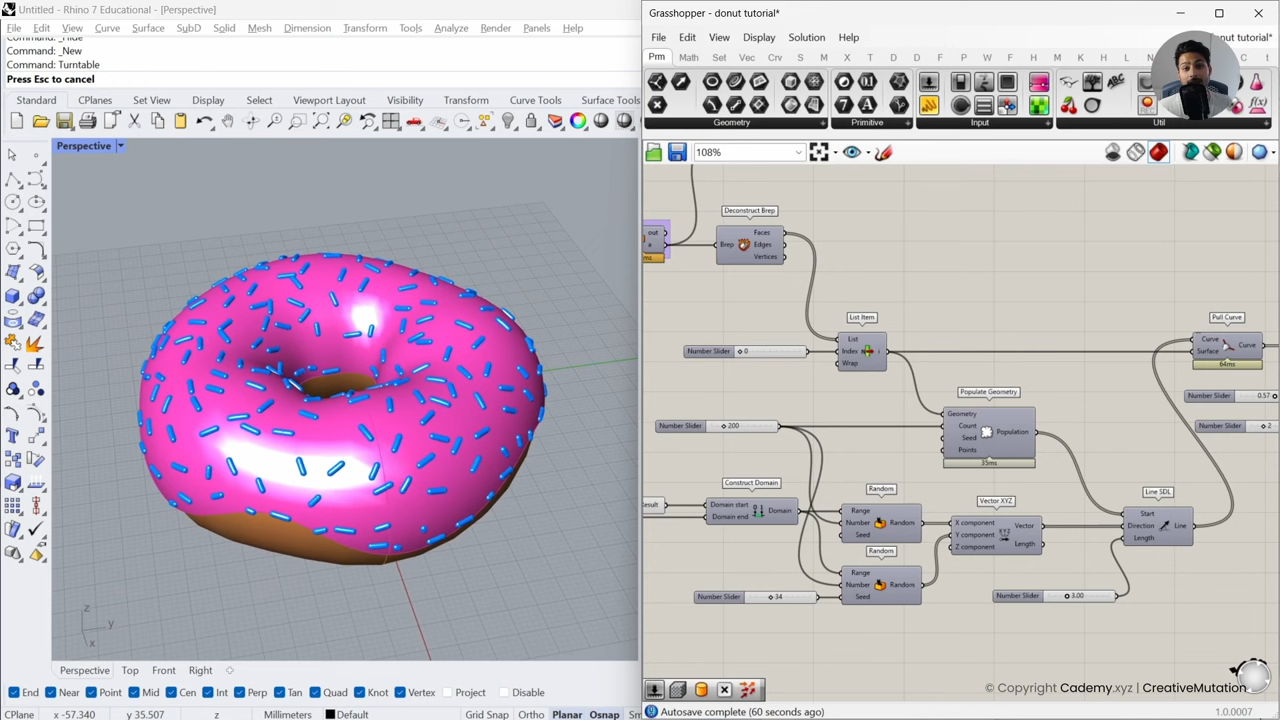 Untitled - Rhino 7 Educational - [Perspective]
File Edit View Curve Surface Solid SubD Mesh Dimension Transform Tools Analyze Render Panels Help
Command: _Hide
Command: _New
Command: Turntable
Press Esc to cancel
Standard CPlanes Set View Display Select Viewport Layout Visibility Transform Curve Tools Surface Tools
Perspective
z
y
x
Perspective Top Front Right
End Near Point Mid Cen Int Perp Tan Quad Knot Vertex Project Disable
CPlane x -57.340 y 35.507 z Millimeters Default Grid Snap Ortho Planar Osnap
Grasshopper - donut tutorial*
File Edit View Display Solution Help
Prm Math Set Vec Crv S M X T D D V P W F H K M H L
Geometry Primitive Input Util
108%
Deconstruct Brep
out
a
ms
Brep Faces Edges Vertices
List Item
Number Slider 0
List Index Wrap i
Pull Curve
Curve Surface Curve
64ms
Number Slider 0.57
Number Slider 2
Populate Geometry
Number Slider 200
Geometry Count Seed Points Population
35ms
Construct Domain
Domain start Domain end Domain
Random
Range Number Seed Random
Random
Range Number Seed Random
Number Slider 34
Vector XYZ
X component Y component Z component Vector Length
Line SDL
Start Direction Length Line
Number Slider 3.00
© Copyright Cademy.xyz | CreativeMutation
Autosave complete (60 seconds ago)
1.0.0007